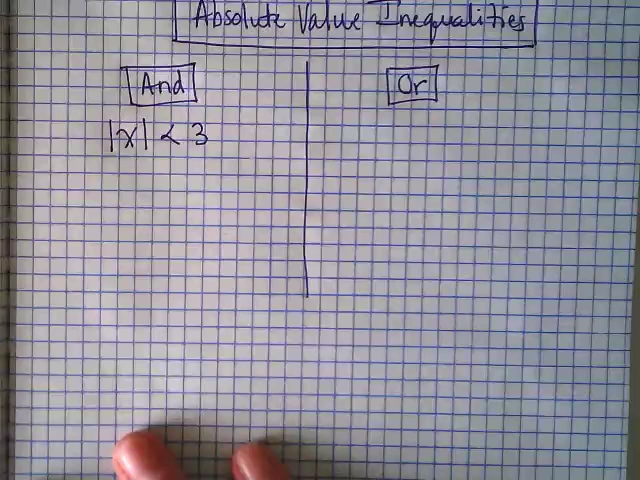 Absolute Value Inequalities
And
Or
|x| < 3